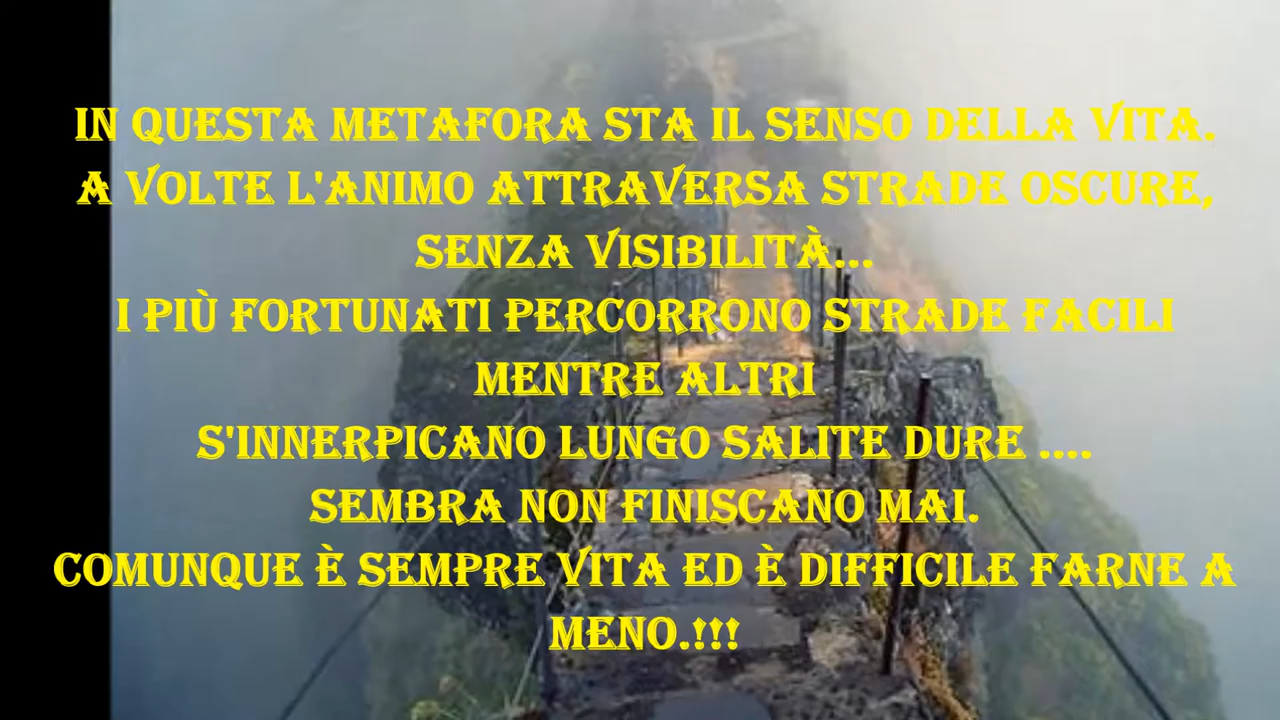 IN QUESTA METAFORA STA IL SENSO DELLA VITA.
A VOLTE L'ANIMO ATTRAVERSA STRADE OSCURE,
SENZA VISIBILITÀ...
I PIÙ FORTUNATI PERCORRONO STRADE FACILI
MENTRE ALTRI
S'INNERPICANO LUNGO SALITE DURE ....
SEMBRA NON FINISCANO MAI.
COMUNQUE È SEMPRE VITA ED È DIFFICILE FARNE A
MENO.!!!